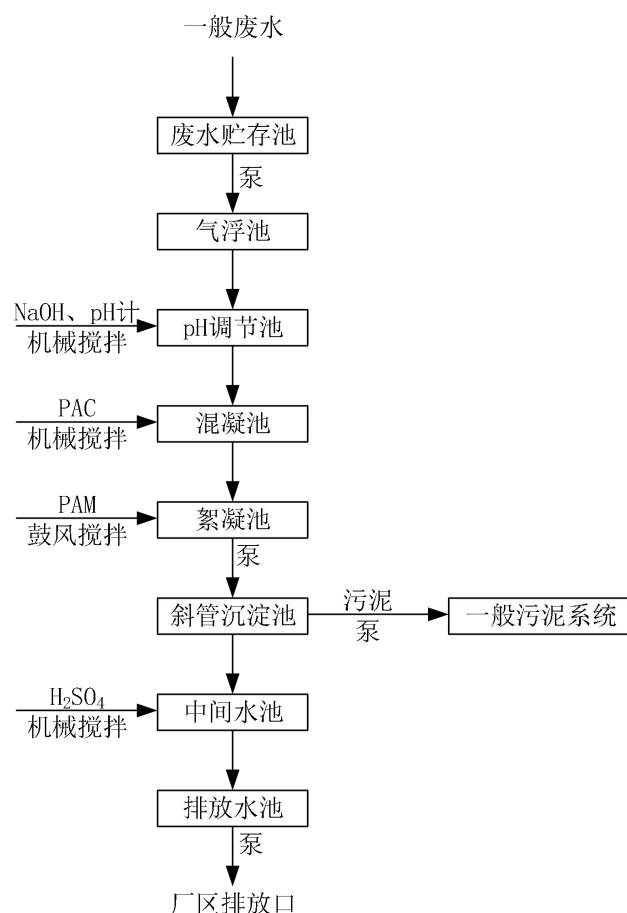 一般废水
废水贮存池
泵
气浮池
NaOH、pH计
机械搅拌
pH调节池
PAC
机械搅拌
混凝池
PAM
鼓风搅拌
絮凝池
泵
斜管沉淀池
污泥
泵
一般污泥系统
H₂SO₄
机械搅拌
中间水池
排放水池
泵
厂区排放口